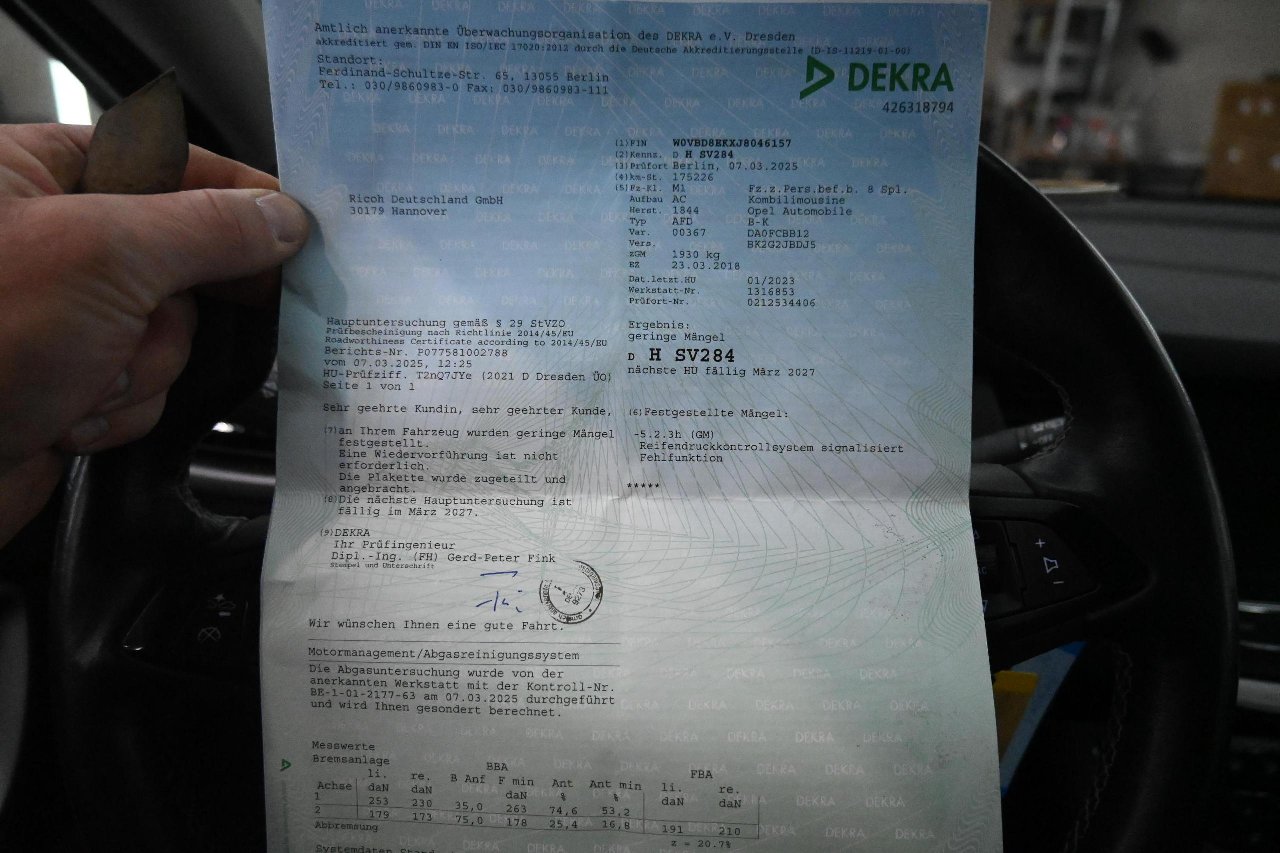 Amtlich anerkannte Überwachungsorganisation des DEKRA e.V. Dresden
akkreditiert gem. DIN EN ISO/IEC 17020:2012 durch die Deutsche Akkreditierungsstelle (D-IS-11219-01-00)
Standort:
Ferdinand-Schultze-Str. 65, 13055 Berlin
Tel.: 030/9860983-0 Fax: 030/9860983-111
DEKRA
426318794
Ricoh Deutschland GmbH
30179 Hannover
(1) FIN W0VBD8EKXJ8046157
(2) Kennz. D H SV284
(3) Prüfort Berlin, 07.03.2025
(4) km-St. 175226
(5) Fz-Kl. M1 Fz.z.Pers.bef.b. 8 Spl.
Aufbau AC Kombilimousine
Herst. 1844 Opel Automobile
Typ AFD B-K
Var. 00367 DA0FCBB12
Vers. BK2G2JBDJ5
zGM 1930 kg
EZ 23.03.2018
Dat.letzt.HU 01/2023
Werkstatt-Nr. 1316853
Prüfort-Nr. 0212534406
Hauptuntersuchung gemäß § 29 StVZO
Prüfbescheinigung nach Richtlinie 2014/45/EU
Roadworthiness Certificate according to 2014/45/EU
Berichts-Nr. P077581002788
vom 07.03.2025, 12:25
HU-Prüfziff. T2nQ7JYe (2021 D Dresden ÜO)
Seite 1 von 1
Ergebnis:
geringe Mängel
D H SV284
nächste HU fällig März 2027
Sehr geehrte Kundin, sehr geehrter Kunde,
(7) an Ihrem Fahrzeug wurden geringe Mängel
festgestellt.
Eine Wiedervorführung ist nicht
erforderlich.
Die Plakette wurde zugeteilt und
angebracht.
(8) Die nächste Hauptuntersuchung ist
fällig im März 2027.
(6) Festgestellte Mängel:
-5.2.3h (GM)
Reifendruckkontrollsystem signalisiert
Fehlfunktion
*****
(9) DEKRA
Ihr Prüfingenieur
Dipl.-Ing. (FH) Gerd-Peter Fink
Stempel und Unterschrift
Wir wünschen Ihnen eine gute Fahrt.
Motormanagement/Abgasreinigungssystem
Die Abgasuntersuchung wurde von der
anerkannten Werkstatt mit der Kontroll-Nr.
BE-1-01-2177-63 am 07.03.2025 durchgeführt
und wird Ihnen gesondert berechnet.
Messwerte
Bremsanlage
BBA FBA
li. re. B Anf F min Ant Ant min li. re.
Achse daN daN daN % % daN daN
1 253 230 35,0 263 74,6 53,2
2 179 173 75,0 178 25,4 16,8 191 210
Abbremsung z = 20.7%